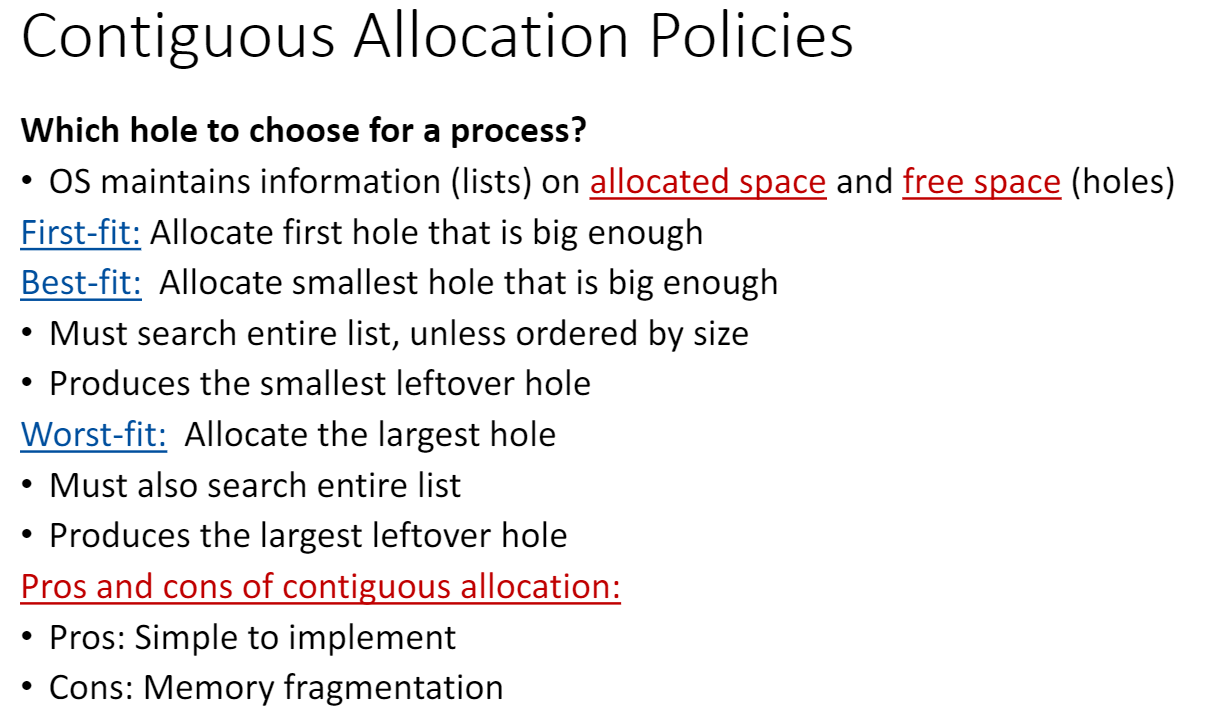 Contiguous Allocation Policies
Which hole to choose for a process?
• OS maintains information (lists) on allocated space and free space (holes)
First-fit: Allocate first hole that is big enough
Best-fit:  Allocate smallest hole that is big enough
• Must search entire list, unless ordered by size
• Produces the smallest leftover hole
Worst-fit:  Allocate the largest hole
• Must also search entire list
• Produces the largest leftover hole
Pros and cons of contiguous allocation:
• Pros: Simple to implement
• Cons: Memory fragmentation